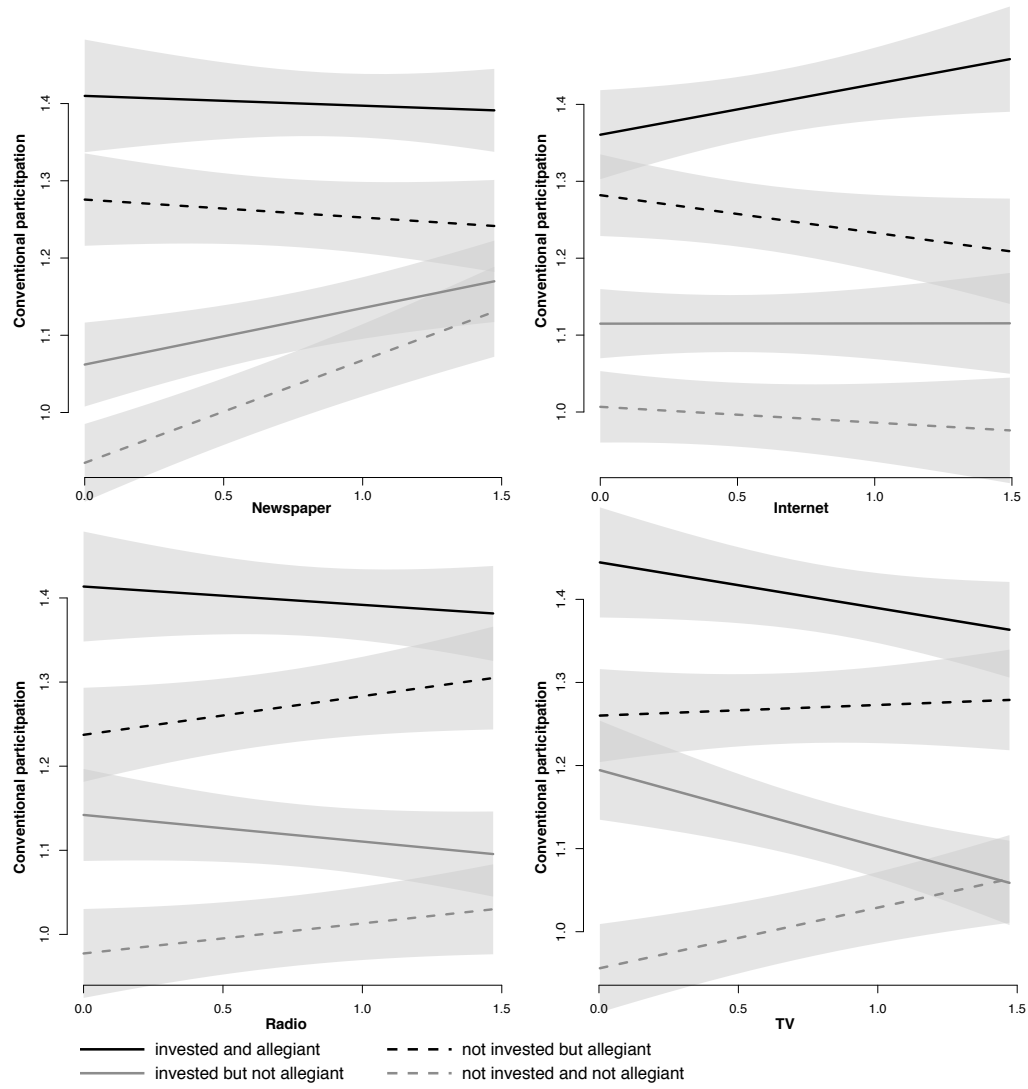 Conventional particitpation
1.4
1.3
1.2
1.1
1.0
0.0 0.5 1.0 1.5
Newspaper
Conventional particitpation
1.4
1.3
1.2
1.1
1.0
0.0 0.5 1.0 1.5
Internet
Conventional particitpation
1.4
1.3
1.2
1.1
1.0
0.0 0.5 1.0 1.5
Radio
Conventional particitpation
1.4
1.3
1.2
1.1
1.0
0.0 0.5 1.0 1.5
TV
invested and allegiant not invested but allegiant
invested but not allegiant not invested and not allegiant